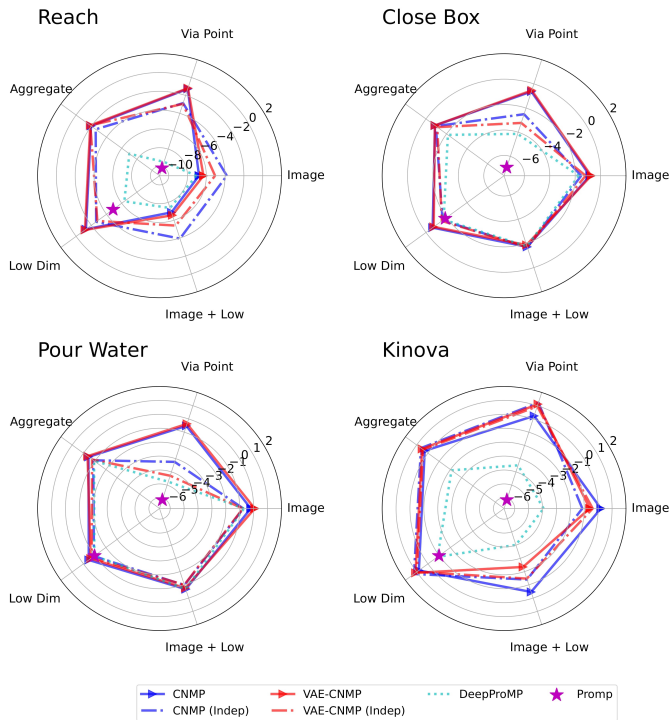 Reach
Via Point
Aggregate
Image
Low Dim
Image + Low
−10
−8
−6
−4
−2
0
2
Close Box
Via Point
Aggregate
Image
Low Dim
Image + Low
−6
−4
−2
0
2
Pour Water
Via Point
Aggregate
Image
Low Dim
Image + Low
−6
−5
−4
−3
−2
−1
0
1
2
Kinova
Via Point
Aggregate
Image
Low Dim
Image + Low
−6
−5
−4
−3
−2
−1
0
1
2
CNMP
VAE-CNMP
DeepProMP
Promp
CNMP (Indep)
VAE-CNMP (Indep)